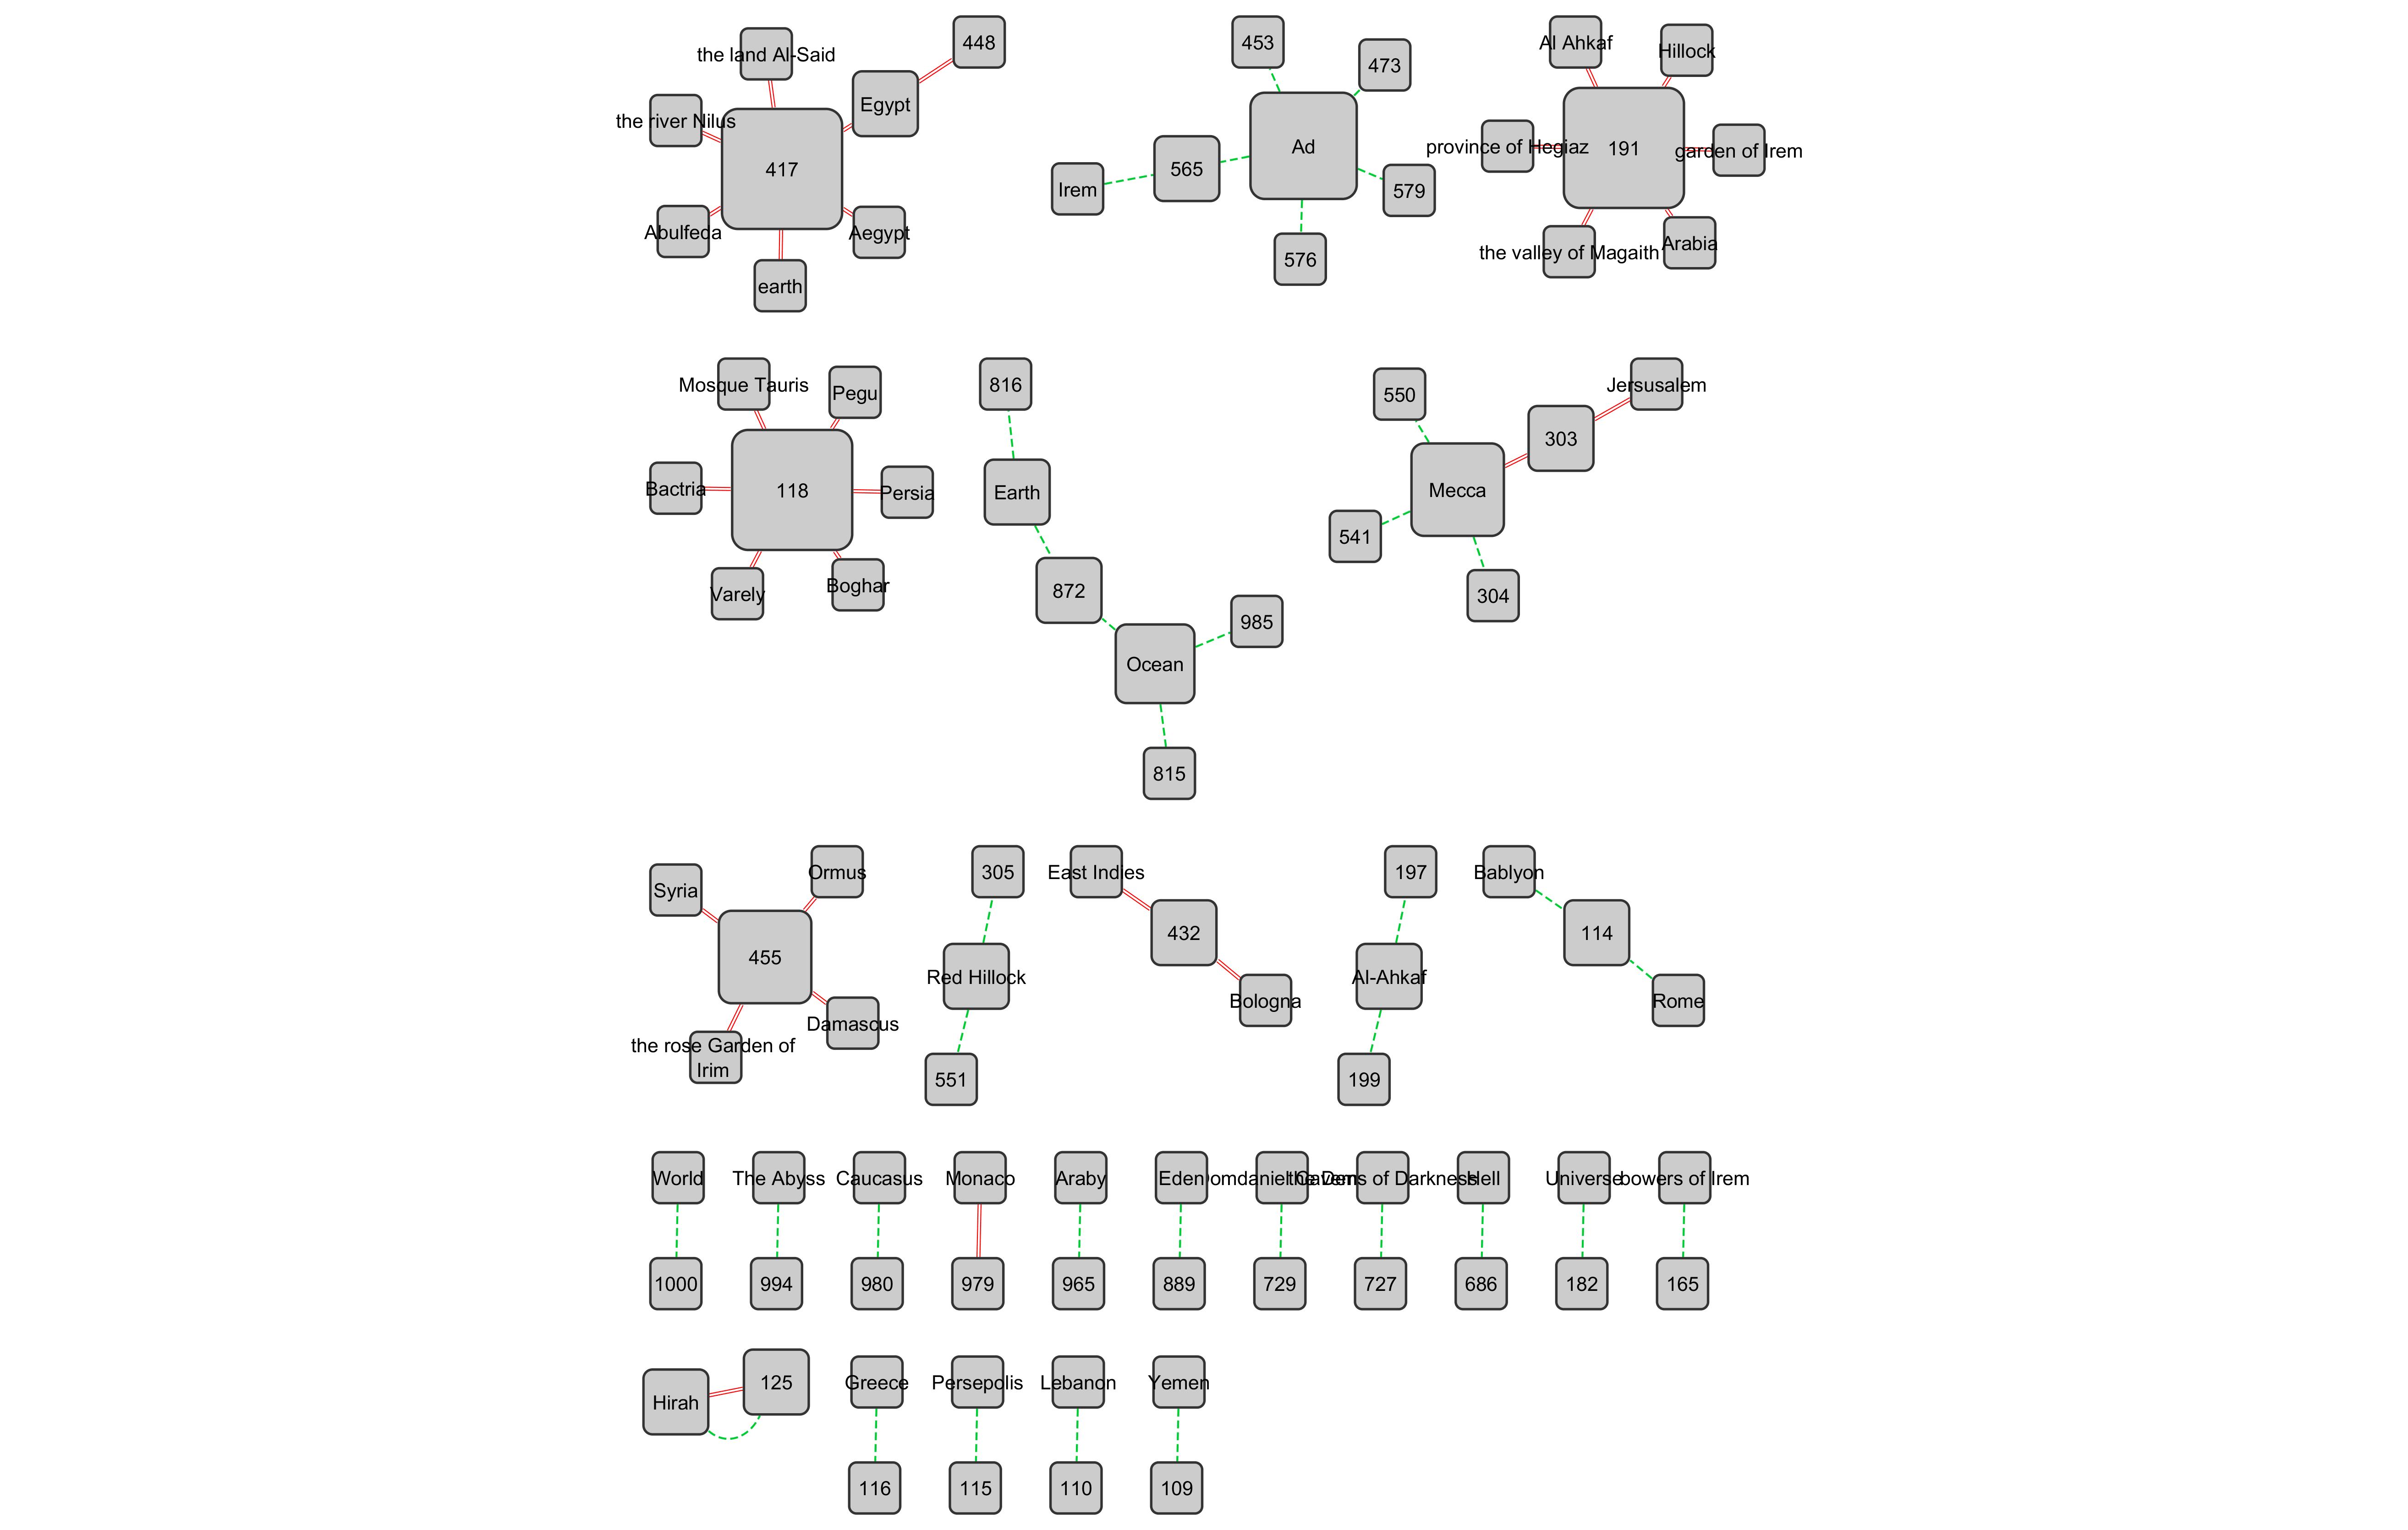 the land Al-Said
448
Egypt
the river Nilus
417
Abulfeda
Aegypt
earth
453
473
Ad
565
Irem
579
576
Al Ahkaf
Hillock
province of Hegiaz
191
garden of Irem
the valley of Magaith
Arabia
Mosque Tauris
Pegu
Bactria
118
Persia
Varely
Boghar
816
Earth
872
985
Ocean
815
550
Jersusalem
303
Mecca
541
304
Syria
Ormus
455
Damascus
the rose Garden of
Irim
305
Red Hillock
551
East Indies
432
Bologna
197
Al-Ahkaf
199
Bablyon
114
Rome
World
The Abyss
Caucasus
Monaco
Araby
Eden
Dens of Darkness
Hell
Universe
bowers of Irem
1000
994
980
979
965
889
729
727
686
182
165
Hirah
125
Greece
Persepolis
Lebanon
Yemen
116
115
110
109